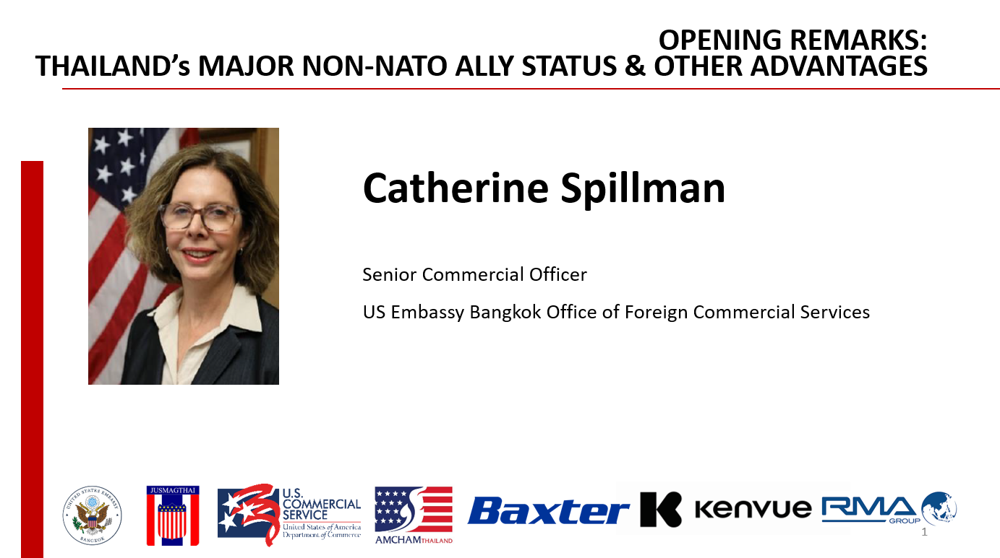 OPENING REMARKS:
THAILAND’s MAJOR NON-NATO ALLY STATUS & OTHER ADVANTAGES
Catherine Spillman
Senior Commercial Officer
US Embassy Bangkok Office of Foreign Commercial Services
UNITED STATES EMBASSY
BANGKOK
JUSMAGTHAI
U.S.
COMMERCIAL
SERVICE
United States of America
Department of Commerce
AMCHAMTHAILAND
Baxter
K kenvue
RMA
GROUP
1